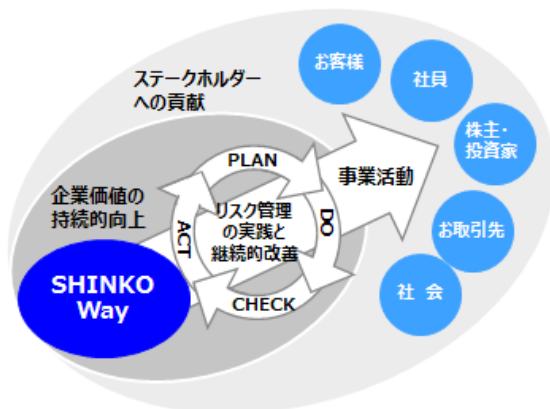 お客様
社員
ステークホルダー
への貢献
株主・
投資家
PLAN
事業活動
企業価値の
持続的向上
リスク管理
の実践と
継続的改善
DO
ACT
お取引先
SHINKO
Way
CHECK
社 会